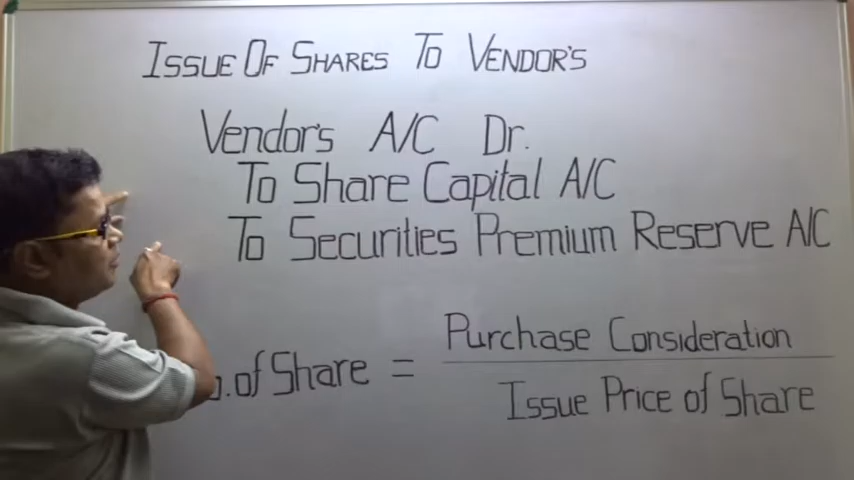 Issue Of Shares To Vendor's
Vendor's A/C Dr.
To Share Capital A/C
To Securities Premium Reserve A/C
of Share = Purchase Consideration
Issue Price of Share